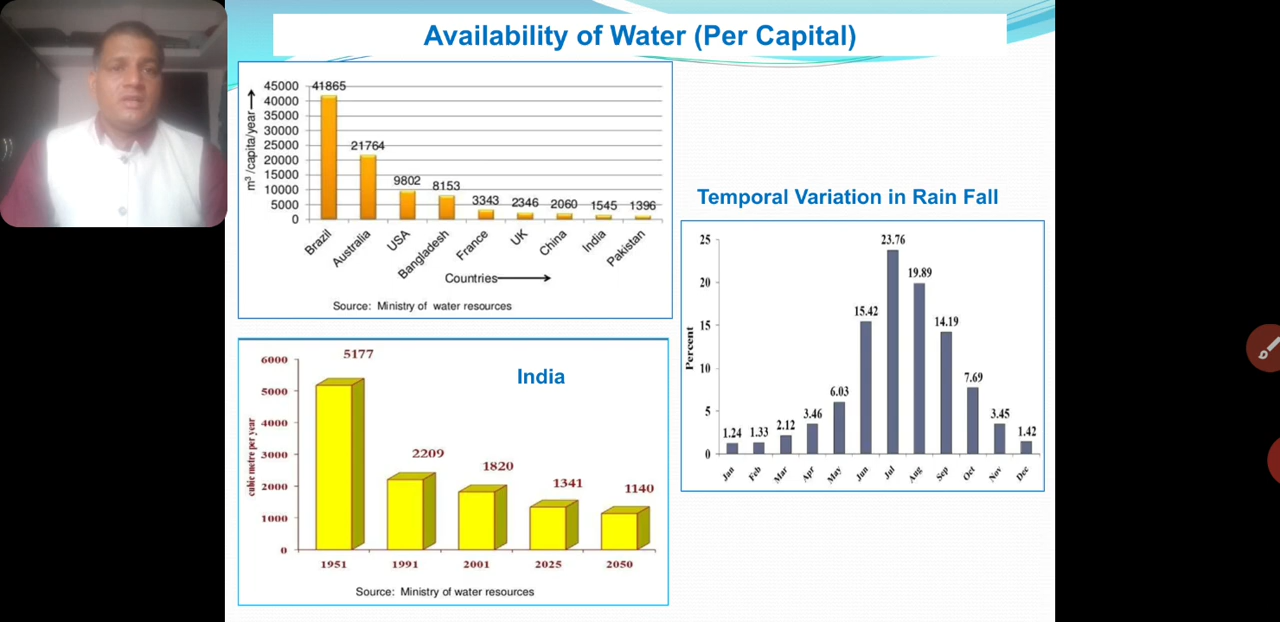 Availability of Water (Per Capital)
45000
40000
35000
30000
25000
20000
15000
10000
5000
0
m³ /capita/year
41865
21764
9802
8153
3343
2346
2060
1545
1396
Brazil
Australia
USA
Bangladesh
France
UK
China
India
Pakistan
Countries
Source: Ministry of water resources
India
6000
5000
4000
3000
2000
1000
0
cubic metre per year
5177
2209
1820
1341
1140
1951
1991
2001
2025
2050
Source: Ministry of water resources
Temporal Variation in Rain Fall
25
20
15
10
5
0
Percent
1.24
1.33
2.12
3.46
6.03
15.42
23.76
19.89
14.19
7.69
3.45
1.42
Jan
Feb
Mar
Apr
May
Jun
Jul
Aug
Sep
Oct
Nov
Dec